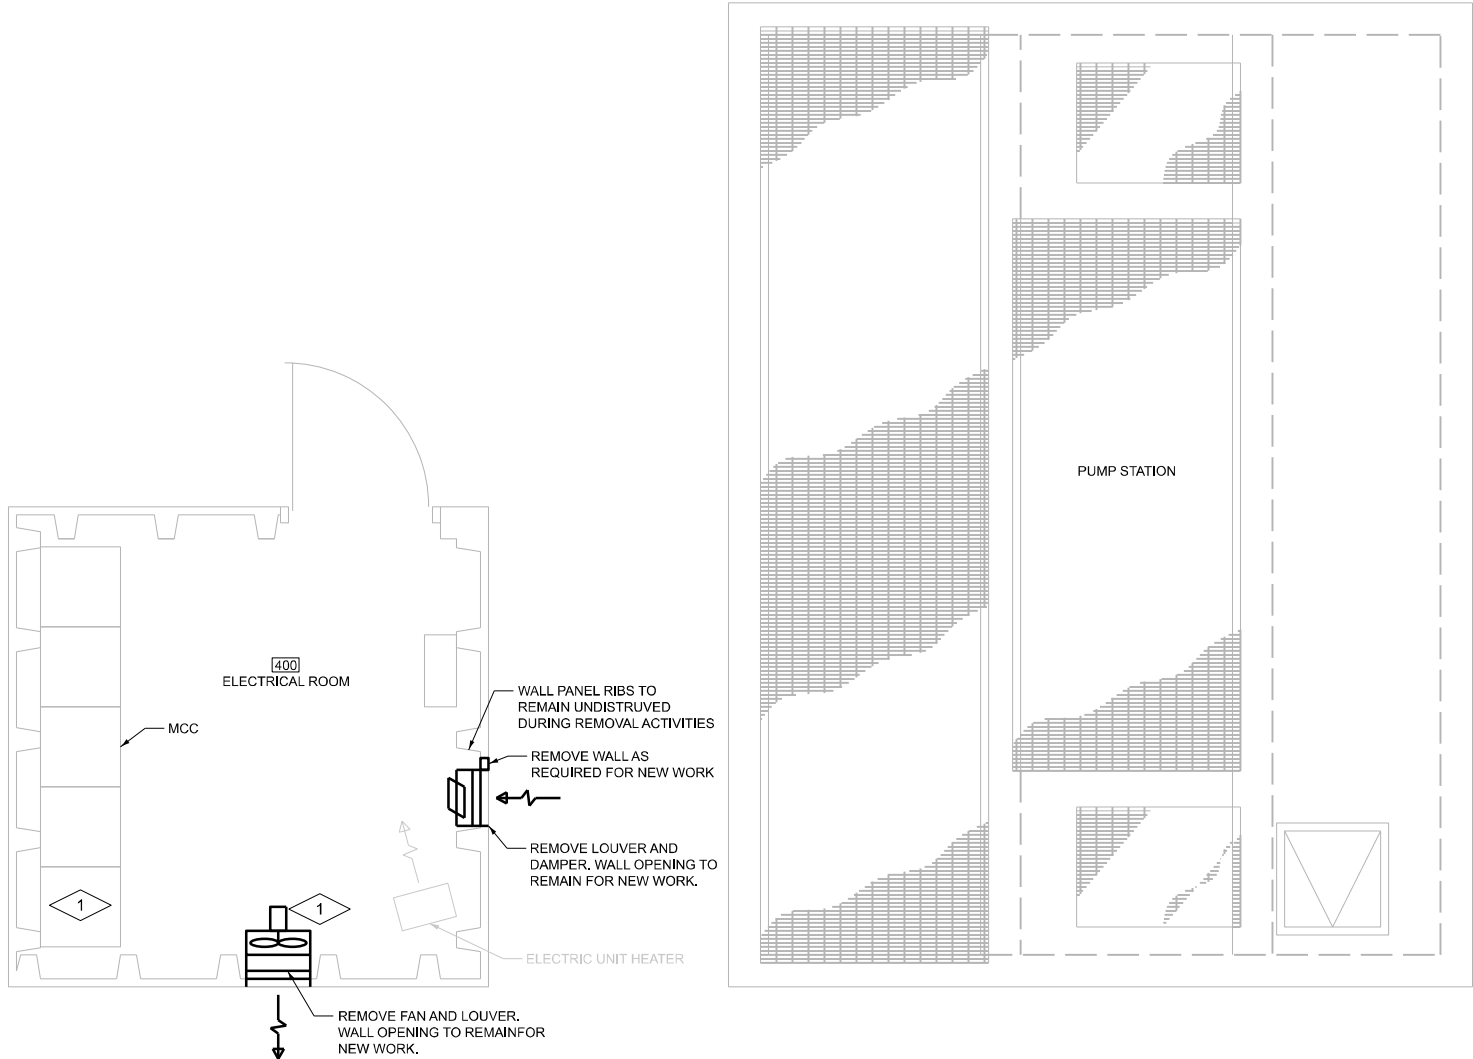 PUMP STATION
400
ELECTRICAL ROOM
WALL PANEL RIBS TO
REMAIN UNDISTRUVED
DURING REMOVAL ACTIVITIES
MCC
REMOVE WALL AS
REQUIRED FOR NEW WORK
REMOVE LOUVER AND
DAMPER. WALL OPENING TO
REMAIN FOR NEW WORK.
1
1
ELECTRIC UNIT HEATER
REMOVE FAN AND LOUVER.
WALL OPENING TO REMAINFOR
NEW WORK.